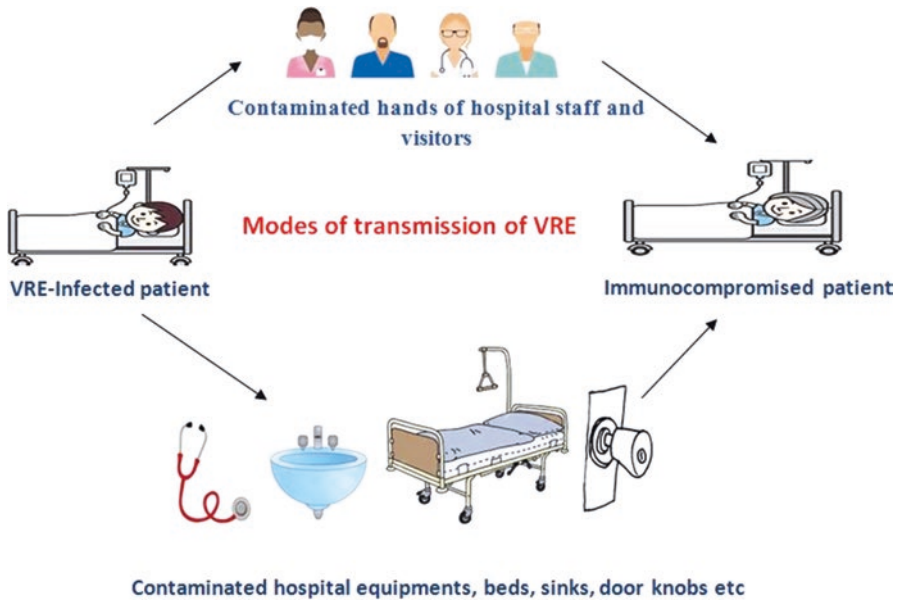 Contaminated hands of hospital staff and
visitors
Modes of transmission of VRE
VRE-Infected patient
Immunocompromised patient
Contaminated hospital equipments, beds, sinks, door knobs etc